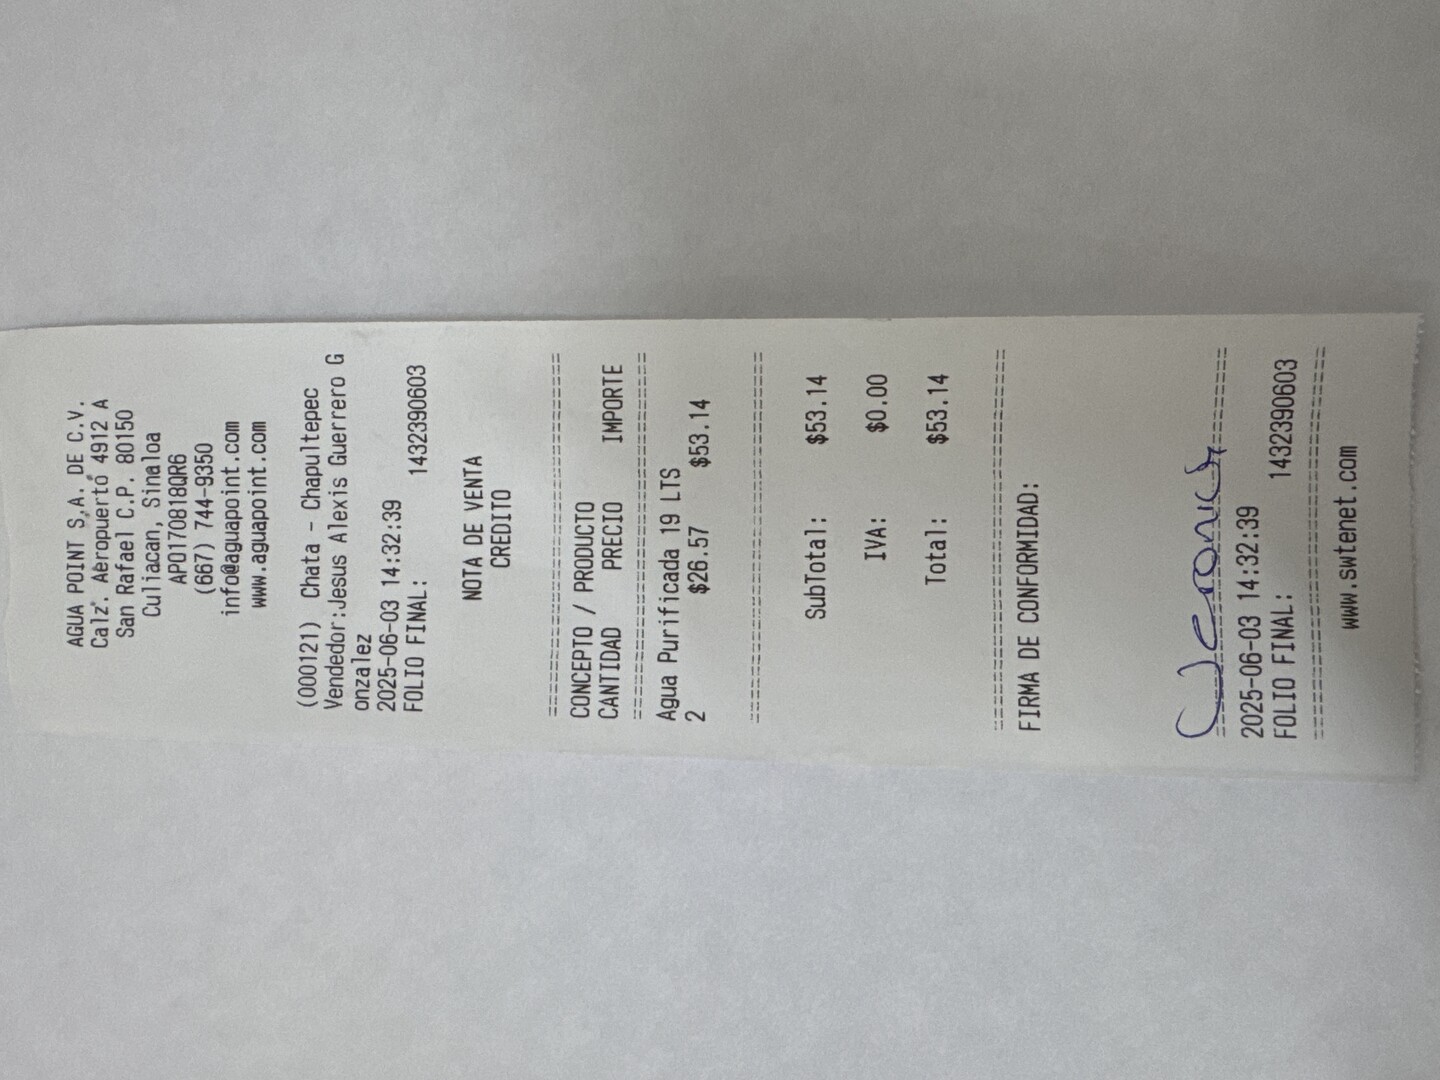 AGUA POINT S.A. DE C.V.
Calz. Aeropuerto 4912 A
San Rafael C.P. 80150
Culiacan, Sinaloa
APO170818QR6
(667) 744-9350
info@aguapoint.com
www.aguapoint.com
(000121) Chata - Chapultepec
Vendedor:Jesus Alexis Guerrero G
onzalez
2025-06-03 14:32:39
FOLIO FINAL: 1432390603
NOTA DE VENTA
CREDITO
CONCEPTO / PRODUCTO
CANTIDAD PRECIO IMPORTE
Agua Purificada 19 LTS
2 $26.57 $53.14
SubTotal: $53.14
IVA: $0.00
Total: $53.14
FIRMA DE CONFORMIDAD:
2025-06-03 14:32:39
FOLIO FINAL: 1432390603
www.swtenet.com